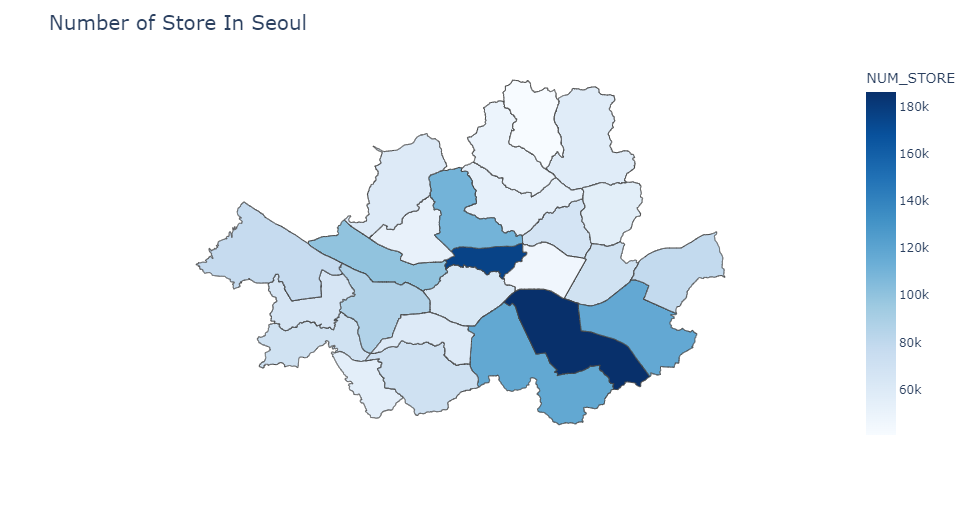 Number of Store In Seoul
NUM_STORE
180k
160k
140k
120k
100k
80k
60k